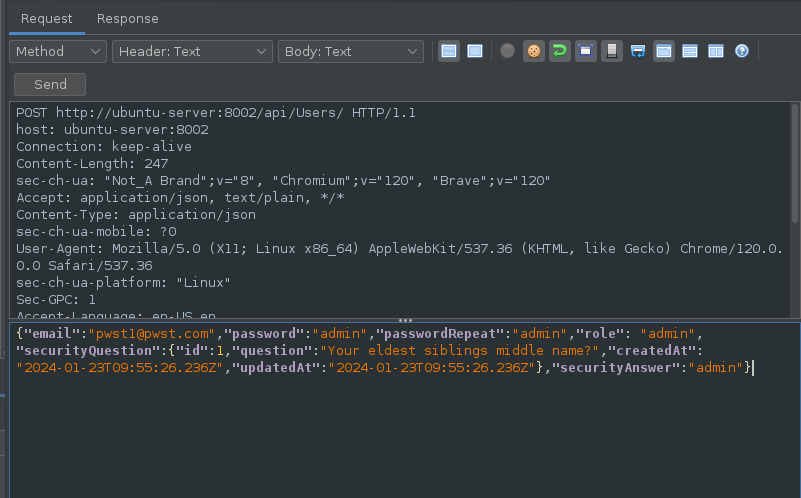 Request Response
Method Header: Text Body: Text
Send
POST http://ubuntu-server:8002/api/Users/ HTTP/1.1
host: ubuntu-server:8002
Connection: keep-alive
Content-Length: 247
sec-ch-ua: "Not_A Brand";v="8", "Chromium";v="120", "Brave";v="120"
Accept: application/json, text/plain, */*
Content-Type: application/json
sec-ch-ua-mobile: ?0
User-Agent: Mozilla/5.0 (X11; Linux x86_64) AppleWebKit/537.36 (KHTML, like Gecko) Chrome/120.0.
0.0 Safari/537.36
sec-ch-ua-platform: "Linux"
Sec-GPC: 1
Accept-Language: en-US,en
{"email":"pwst1@pwst.com","password":"admin","passwordRepeat":"admin","role": "admin",
"securityQuestion":{"id":1,"question":"Your eldest siblings middle name?","createdAt":
"2024-01-23T09:55:26.236Z","updatedAt":"2024-01-23T09:55:26.236Z"},"securityAnswer":"admin"}